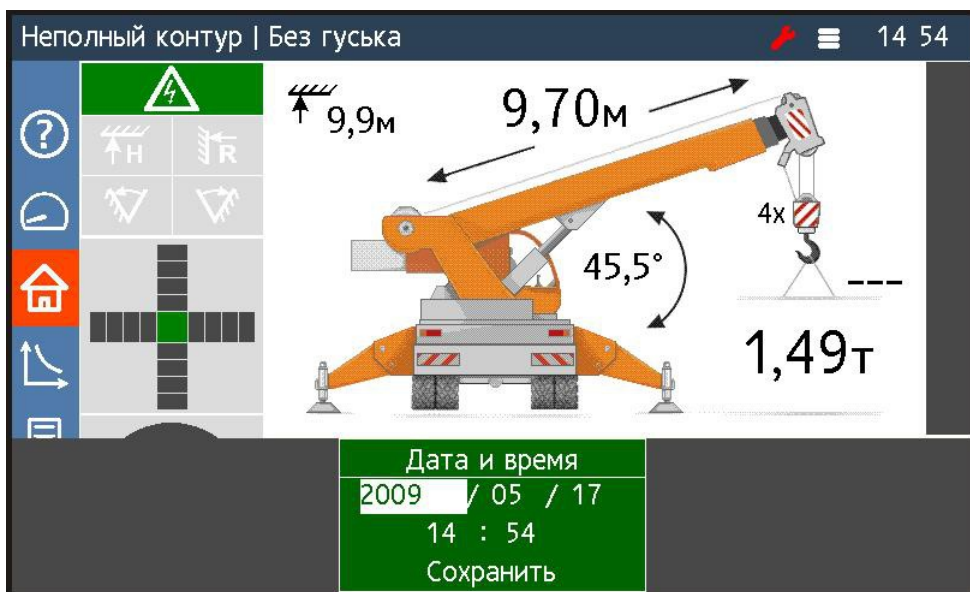 Неполный контур | Без гуська
14 54
9,9м
9,70м
H
R
4x
45,5°
---
1,49т
Дата и время
2009 / 05 / 17
14 : 54
Сохранить
?